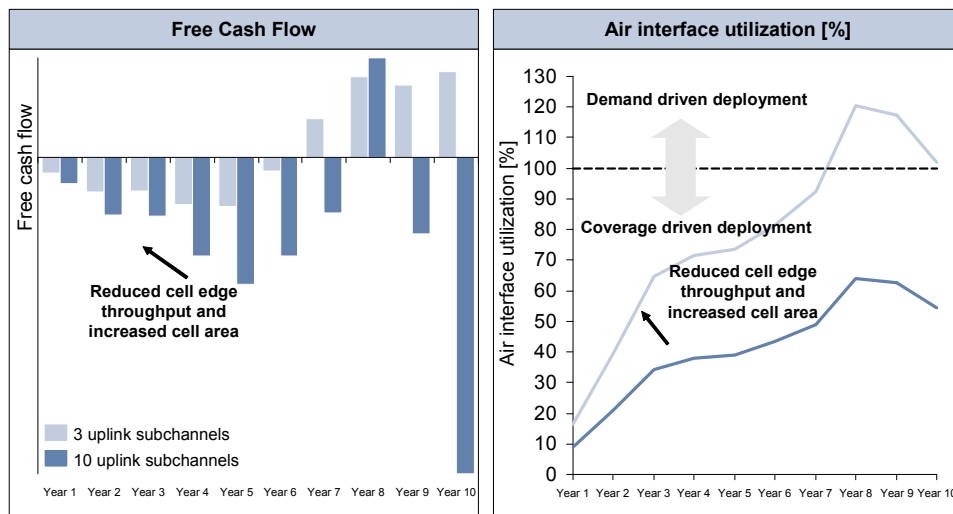 Free Cash Flow
Free cash flow
Reduced cell edge
throughput and
increased cell area
3 uplink subchannels
10 uplink subchannels
Year 1 Year 2 Year 3 Year 4 Year 5 Year 6 Year 7 Year 8 Year 9 Year 10
Air interface utilization [%]
Air interface utilization [%]
130
120
110
100
90
80
70
60
50
40
30
20
10
0
Demand driven deployment
Coverage driven deployment
Reduced cell edge
throughput and
increased cell area
Year 1 Year 2 Year 3 Year 4 Year 5 Year 6 Year 7 Year 8 Year 9 Year 10